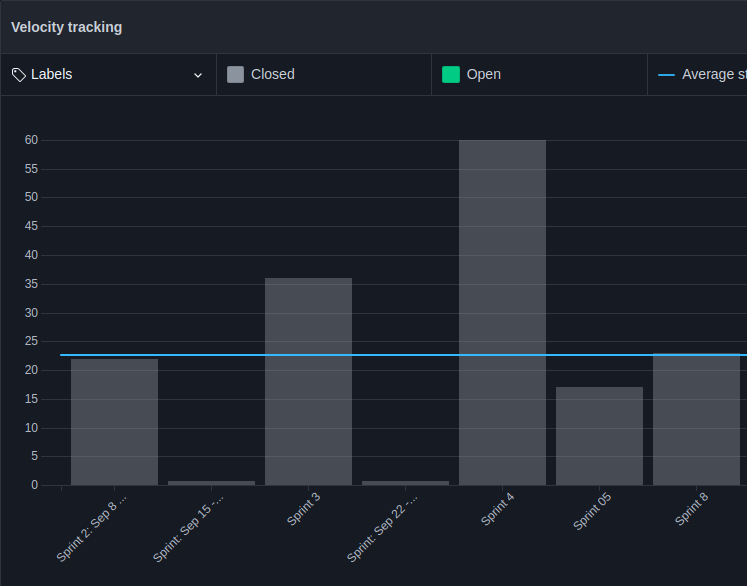 Velocity tracking
Labels
Closed
Open
Average st
60
55
50
45
40
35
30
25
20
15
10
5
0
Sprint 2: Sep 8 ...
Sprint: Sep 15 -...
Sprint 3
Sprint: Sep 22 -...
Sprint 4
Sprint 05
Sprint 8